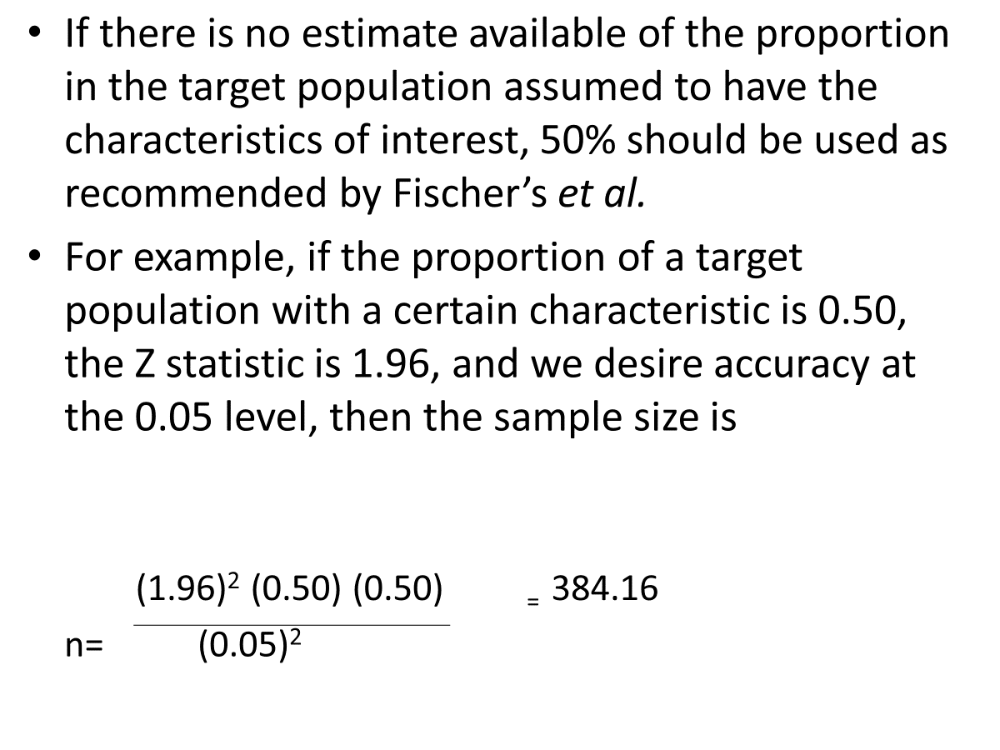 • If there is no estimate available of the proportion
in the target population assumed to have the
characteristics of interest, 50% should be used as
recommended by Fischer’s et al.
• For example, if the proportion of a target
population with a certain characteristic is 0.50,
the Z statistic is 1.96, and we desire accuracy at
the 0.05 level, then the sample size is
(1.96)² (0.50) (0.50) = 384.16
n= (0.05)²